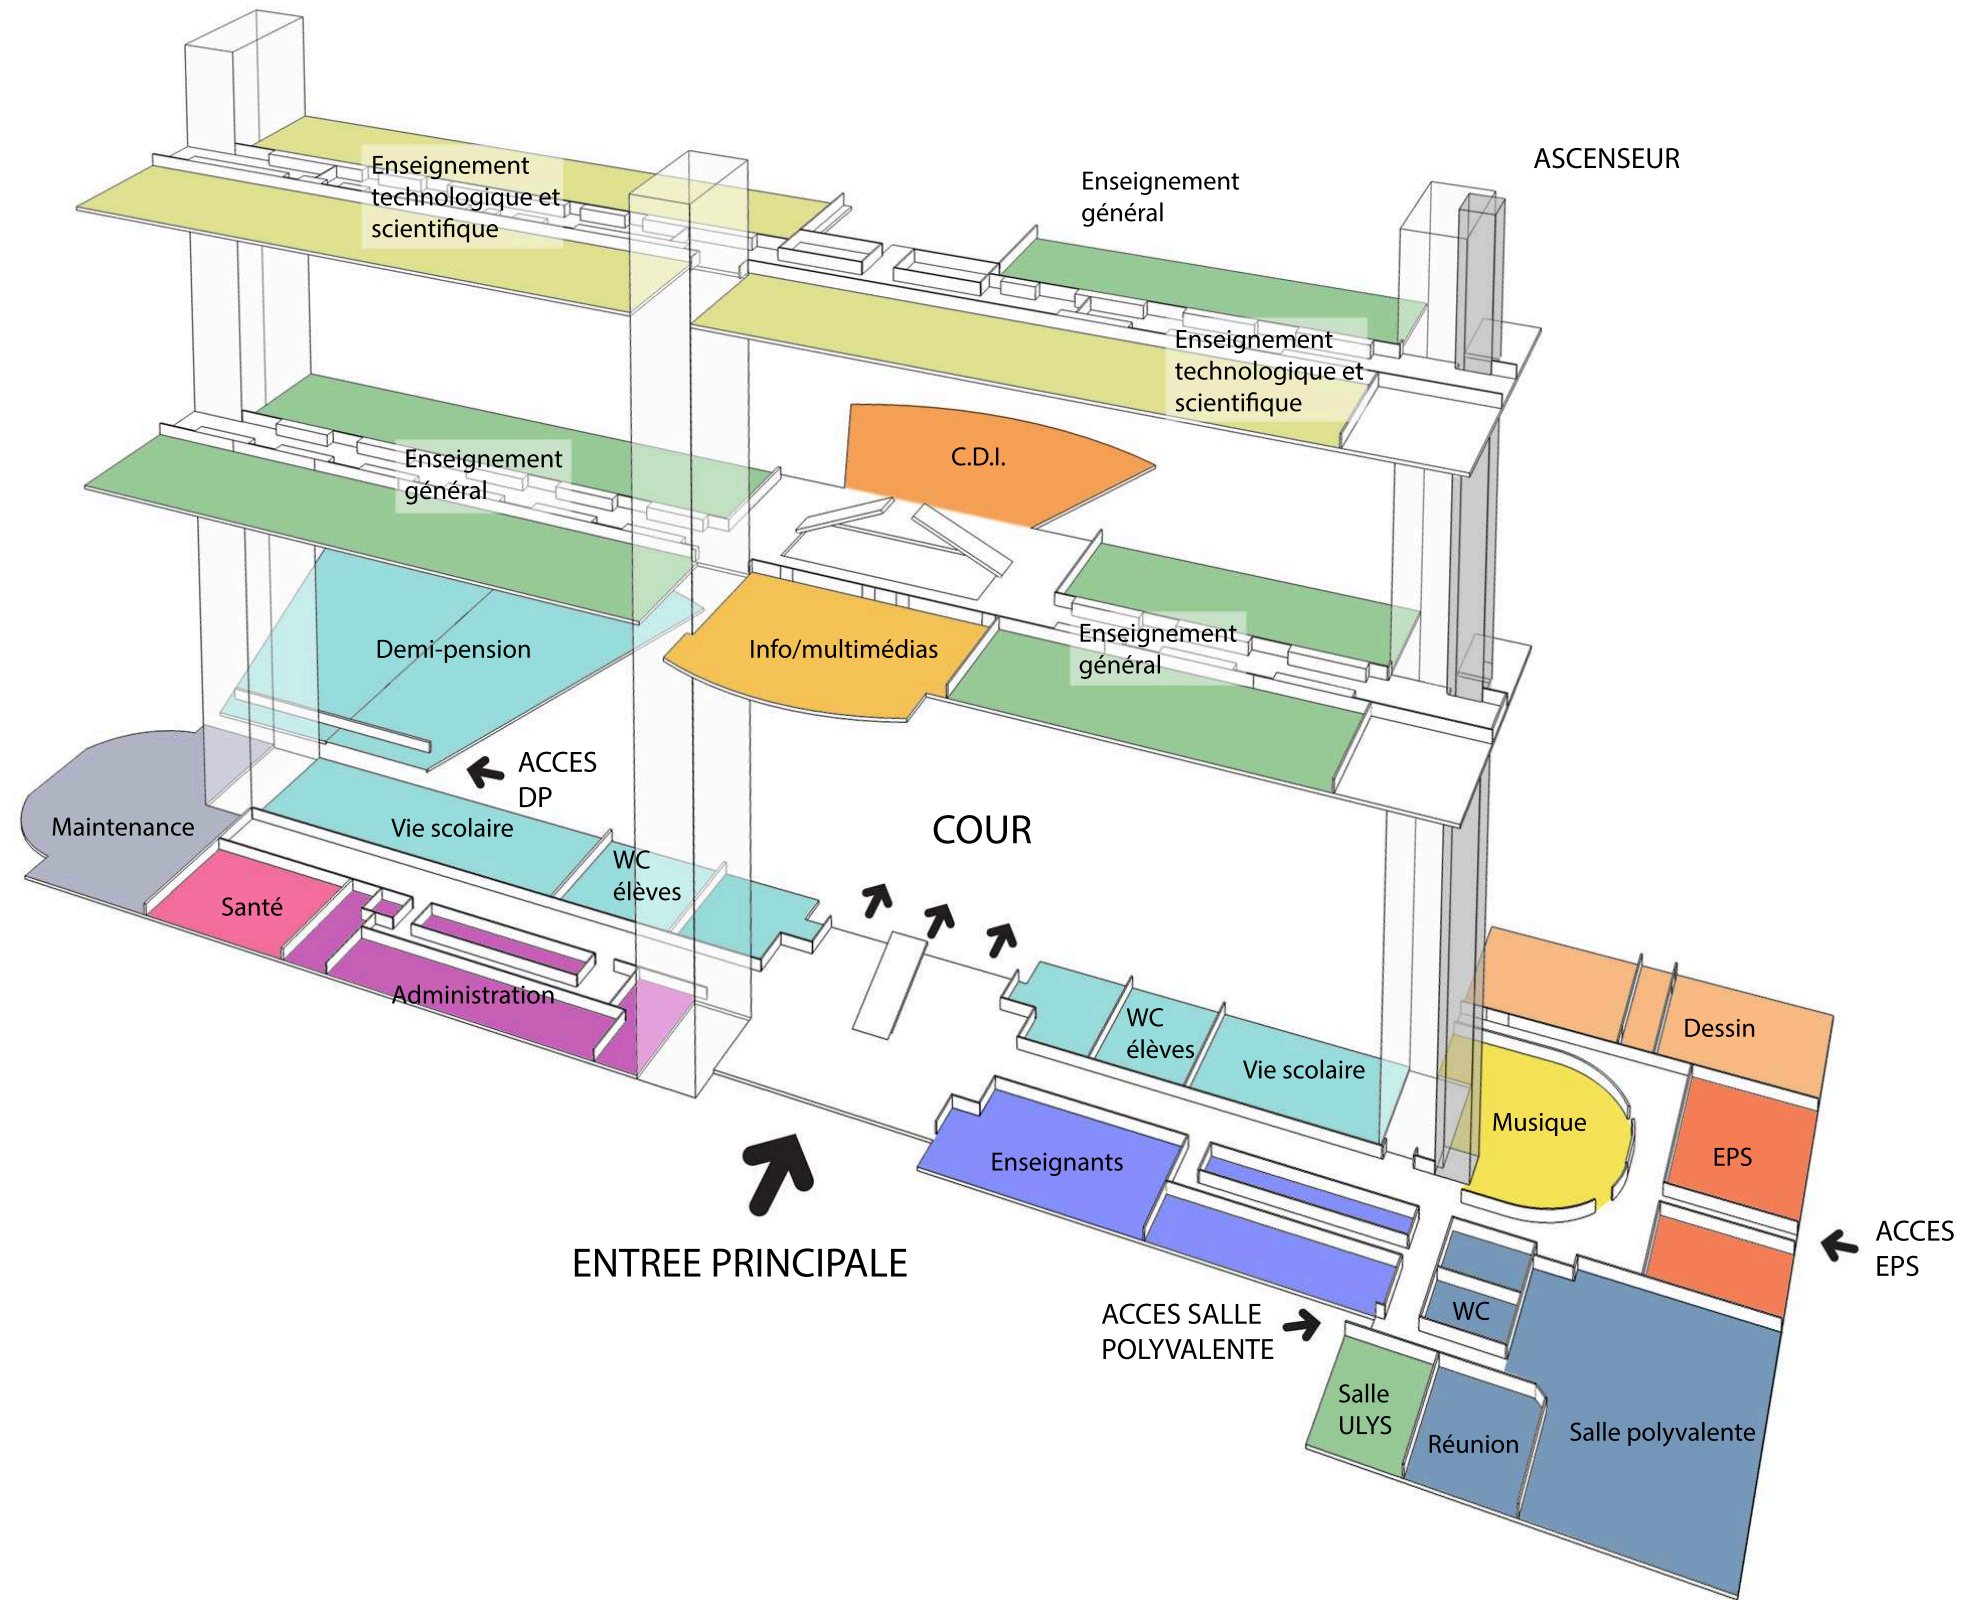 ASCENSEUR
Enseignement
technologique et
scientifique
Enseignement
général
Enseignement
technologique et
scientifique
C.D.I.
Enseignement
général
Enseignement
général
Demi-pension
Info/multimédias
ACCES
DP
Maintenance
Vie scolaire
COUR
WC
élèves
Santé
Administration
WC
élèves
Vie scolaire
Dessin
Musique
EPS
Enseignants
ENTREE PRINCIPALE
ACCES
EPS
ACCES SALLE
POLYVALENTE
WC
Salle
ULYS
Réunion
Salle polyvalente